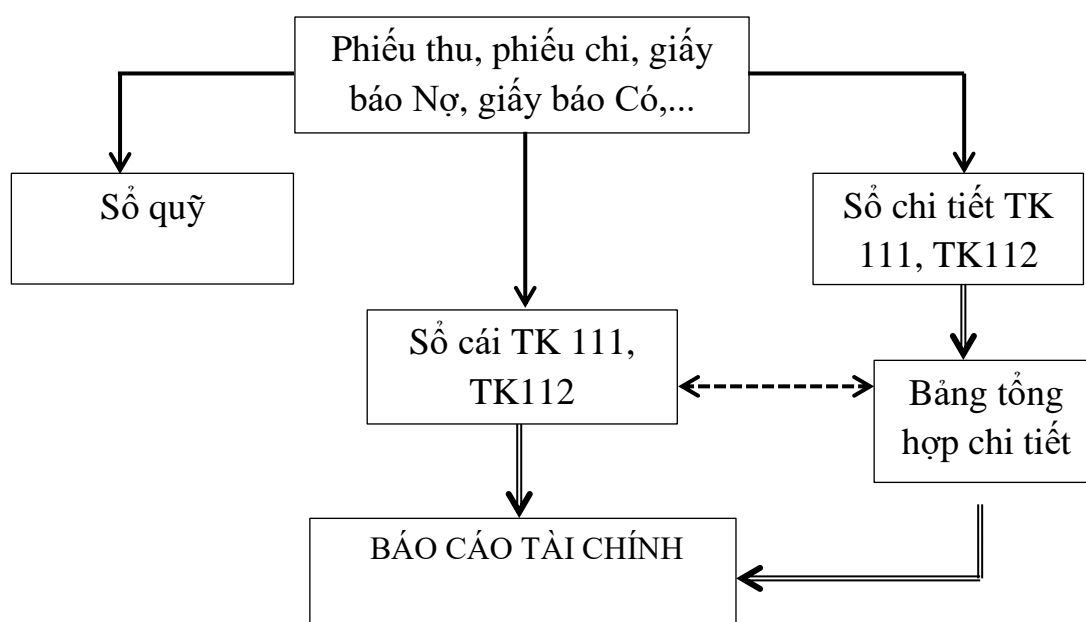 Phiếu thu, phiếu chi, giấy
báo Nợ, giấy báo Có,...
Sổ quỹ
Sổ chi tiết TK
111, TK112
Sổ cái TK 111,
TK112
Bảng tổng
hợp chi tiết
BÁO CÁO TÀI CHÍNH